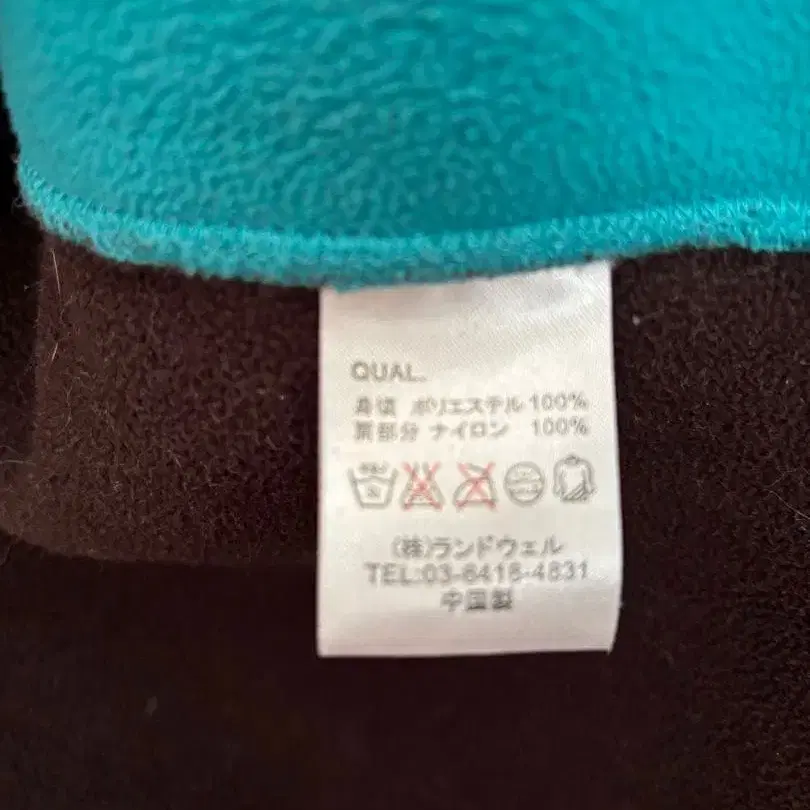 QUAL.
身頃 ポリエステル 100%
肩部分 ナイロン 100%
(株)ランドウェル
TEL:03-6418-4831
中国製